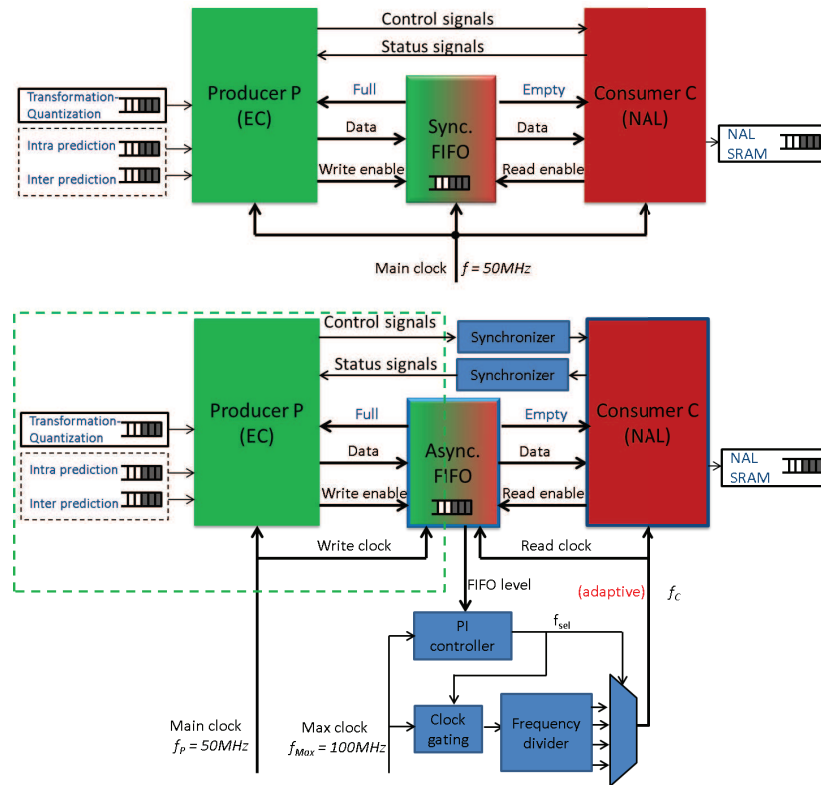 Control signals
Status signals
Transformation-
Quantization
Intra prediction
Inter prediction
Producer P
(EC)
Full
Data
Write enable
Sync.
FIFO
Empty
Data
Read enable
Consumer C
(NAL)
NAL
SRAM
Main clock f = 50MHz
Control signals
Status signals
Synchronizer
Synchronizer
Transformation-
Quantization
Intra prediction
Inter prediction
Producer P
(EC)
Full
Data
Write enable
Async.
FIFO
Empty
Data
Read enable
Consumer C
(NAL)
NAL
SRAM
Write clock
Read clock
FIFO level
(adaptive) fC
PI
controller
fsel
Clock
gating
Frequency
divider
Main clock
fP = 50MHz
Max clock
fMax = 100MHz